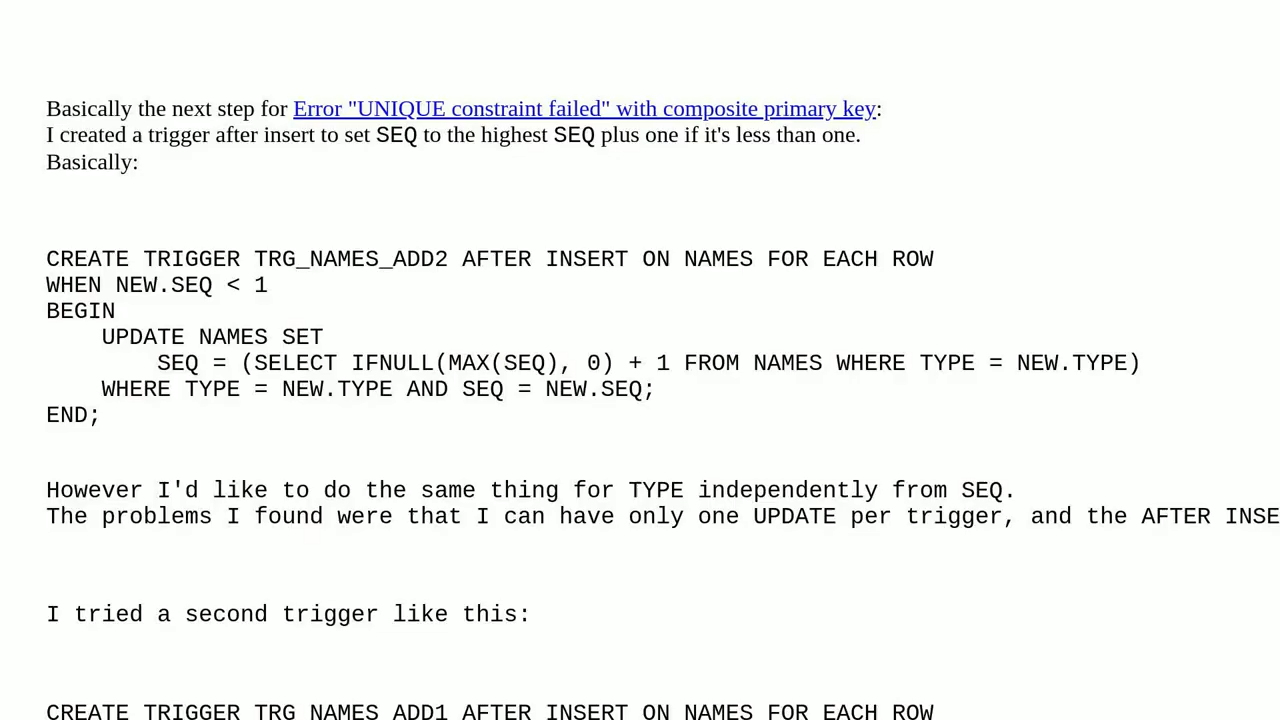 Basically the next step for Error "UNIQUE constraint failed" with composite primary key:
I created a trigger after insert to set SEQ to the highest SEQ plus one if it's less than one.
Basically:
CREATE TRIGGER TRG_NAMES_ADD2 AFTER INSERT ON NAMES FOR EACH ROW
WHEN NEW.SEQ < 1
BEGIN
    UPDATE NAMES SET
        SEQ = (SELECT IFNULL(MAX(SEQ), 0) + 1 FROM NAMES WHERE TYPE = NEW.TYPE)
    WHERE TYPE = NEW.TYPE AND SEQ = NEW.SEQ;
END;
However I'd like to do the same thing for TYPE independently from SEQ.
The problems I found were that I can have only one UPDATE per trigger, and the AFTER INSE
I tried a second trigger like this:
CREATE TRIGGER TRG_NAMES_ADD1 AFTER INSERT ON NAMES FOR EACH ROW